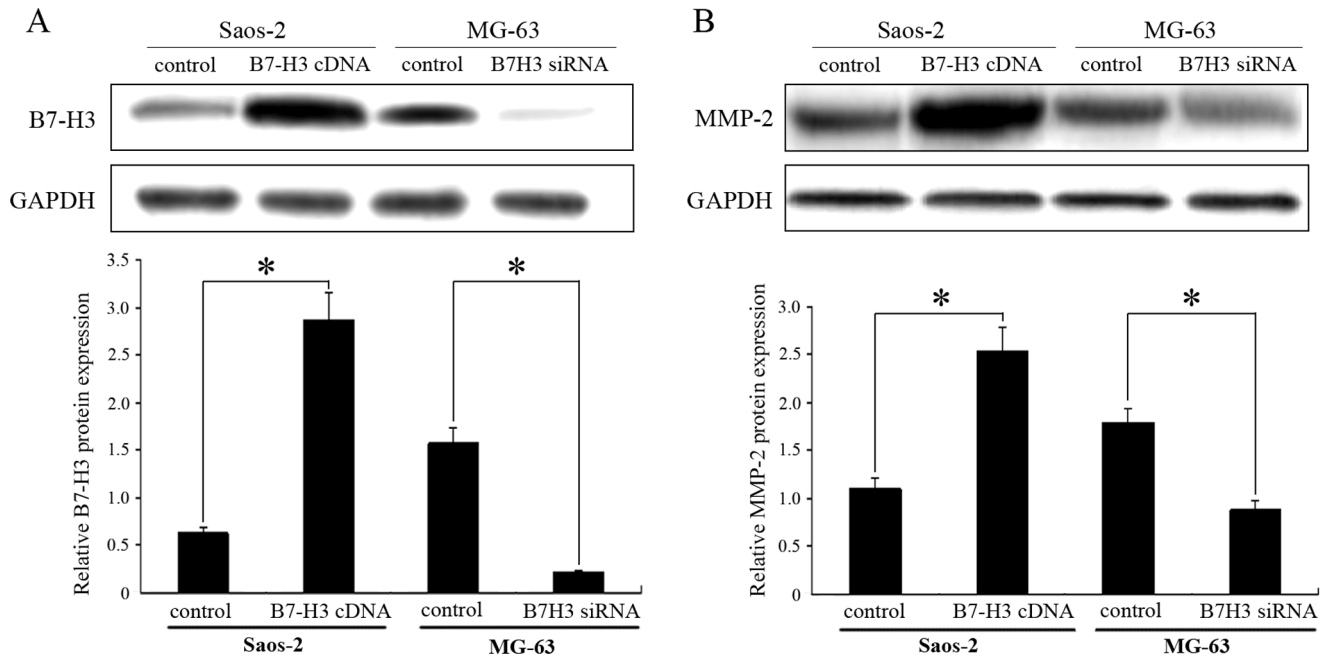 A
Saos-2 MG-63
control B7-H3 cDNA control B7H3 siRNA
B7-H3
GAPDH
*
*
Relative B7-H3 protein expression
3.5
3.0
2.5
2.0
1.5
1.0
0.5
0
control B7-H3 cDNA control B7H3 siRNA
Saos-2 MG-63
B
Saos-2 MG-63
control B7-H3 cDNA control B7H3 siRNA
MMP-2
GAPDH
*
*
Relative MMP-2 protein expression
3.0
2.5
2.0
1.5
1.0
0.5
0
control B7-H3 cDNA control B7H3 siRNA
Saos-2 MG-63